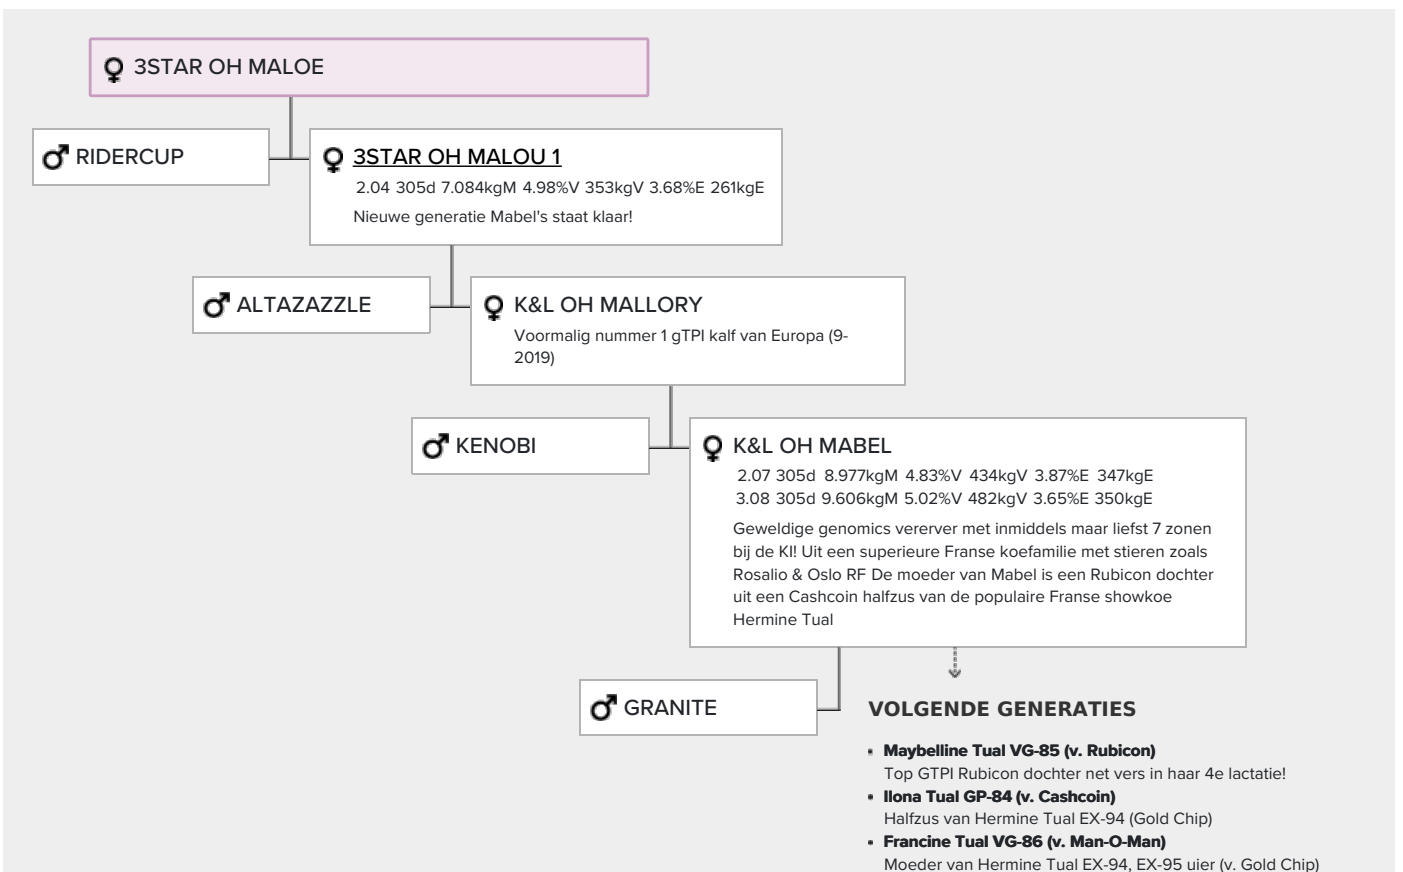 3STAR OH MALOE
RIDERCUP
3STAR OH MALOU 1
2.04 305d 7.084kgM 4.98%V 353kgV 3.68%E 261kgE
Nieuwe generatie Mabel's staat klaar!
ALTAZAZZLE
K&L OH MALLORY
Voormalig nummer 1 gTPI kalf van Europa (9-
2019)
KENOBI
K&L OH MABEL
2.07 305d 8.977kgM 4.83%V 434kgV 3.87%E 347kgE
3.08 305d 9.606kgM 5.02%V 482kgV 3.65%E 350kgE
Geweldige genomics vererver met inmiddels maar liefst 7 zonen
bij de KI! Uit een superieure Franse koefamilie met stieren zoals
Rosalio & Oslo RF De moeder van Mabel is een Rubicon dochter
uit een Cashcoin halfzus van de populaire Franse showkoe
Hermine Tual
GRANITE
VOLGENDE GENERATIES
• Maybelline Tual VG-85 (v. Rubicon)
Top GTPI Rubicon dochter net vers in haar 4e lactatie!
• Ilona Tual GP-84 (v. Cashcoin)
Halfzus van Hermine Tual EX-94 (Gold Chip)
• Francine Tual VG-86 (v. Man-O-Man)
Moeder van Hermine Tual EX-94, EX-95 uier (v. Gold Chip)